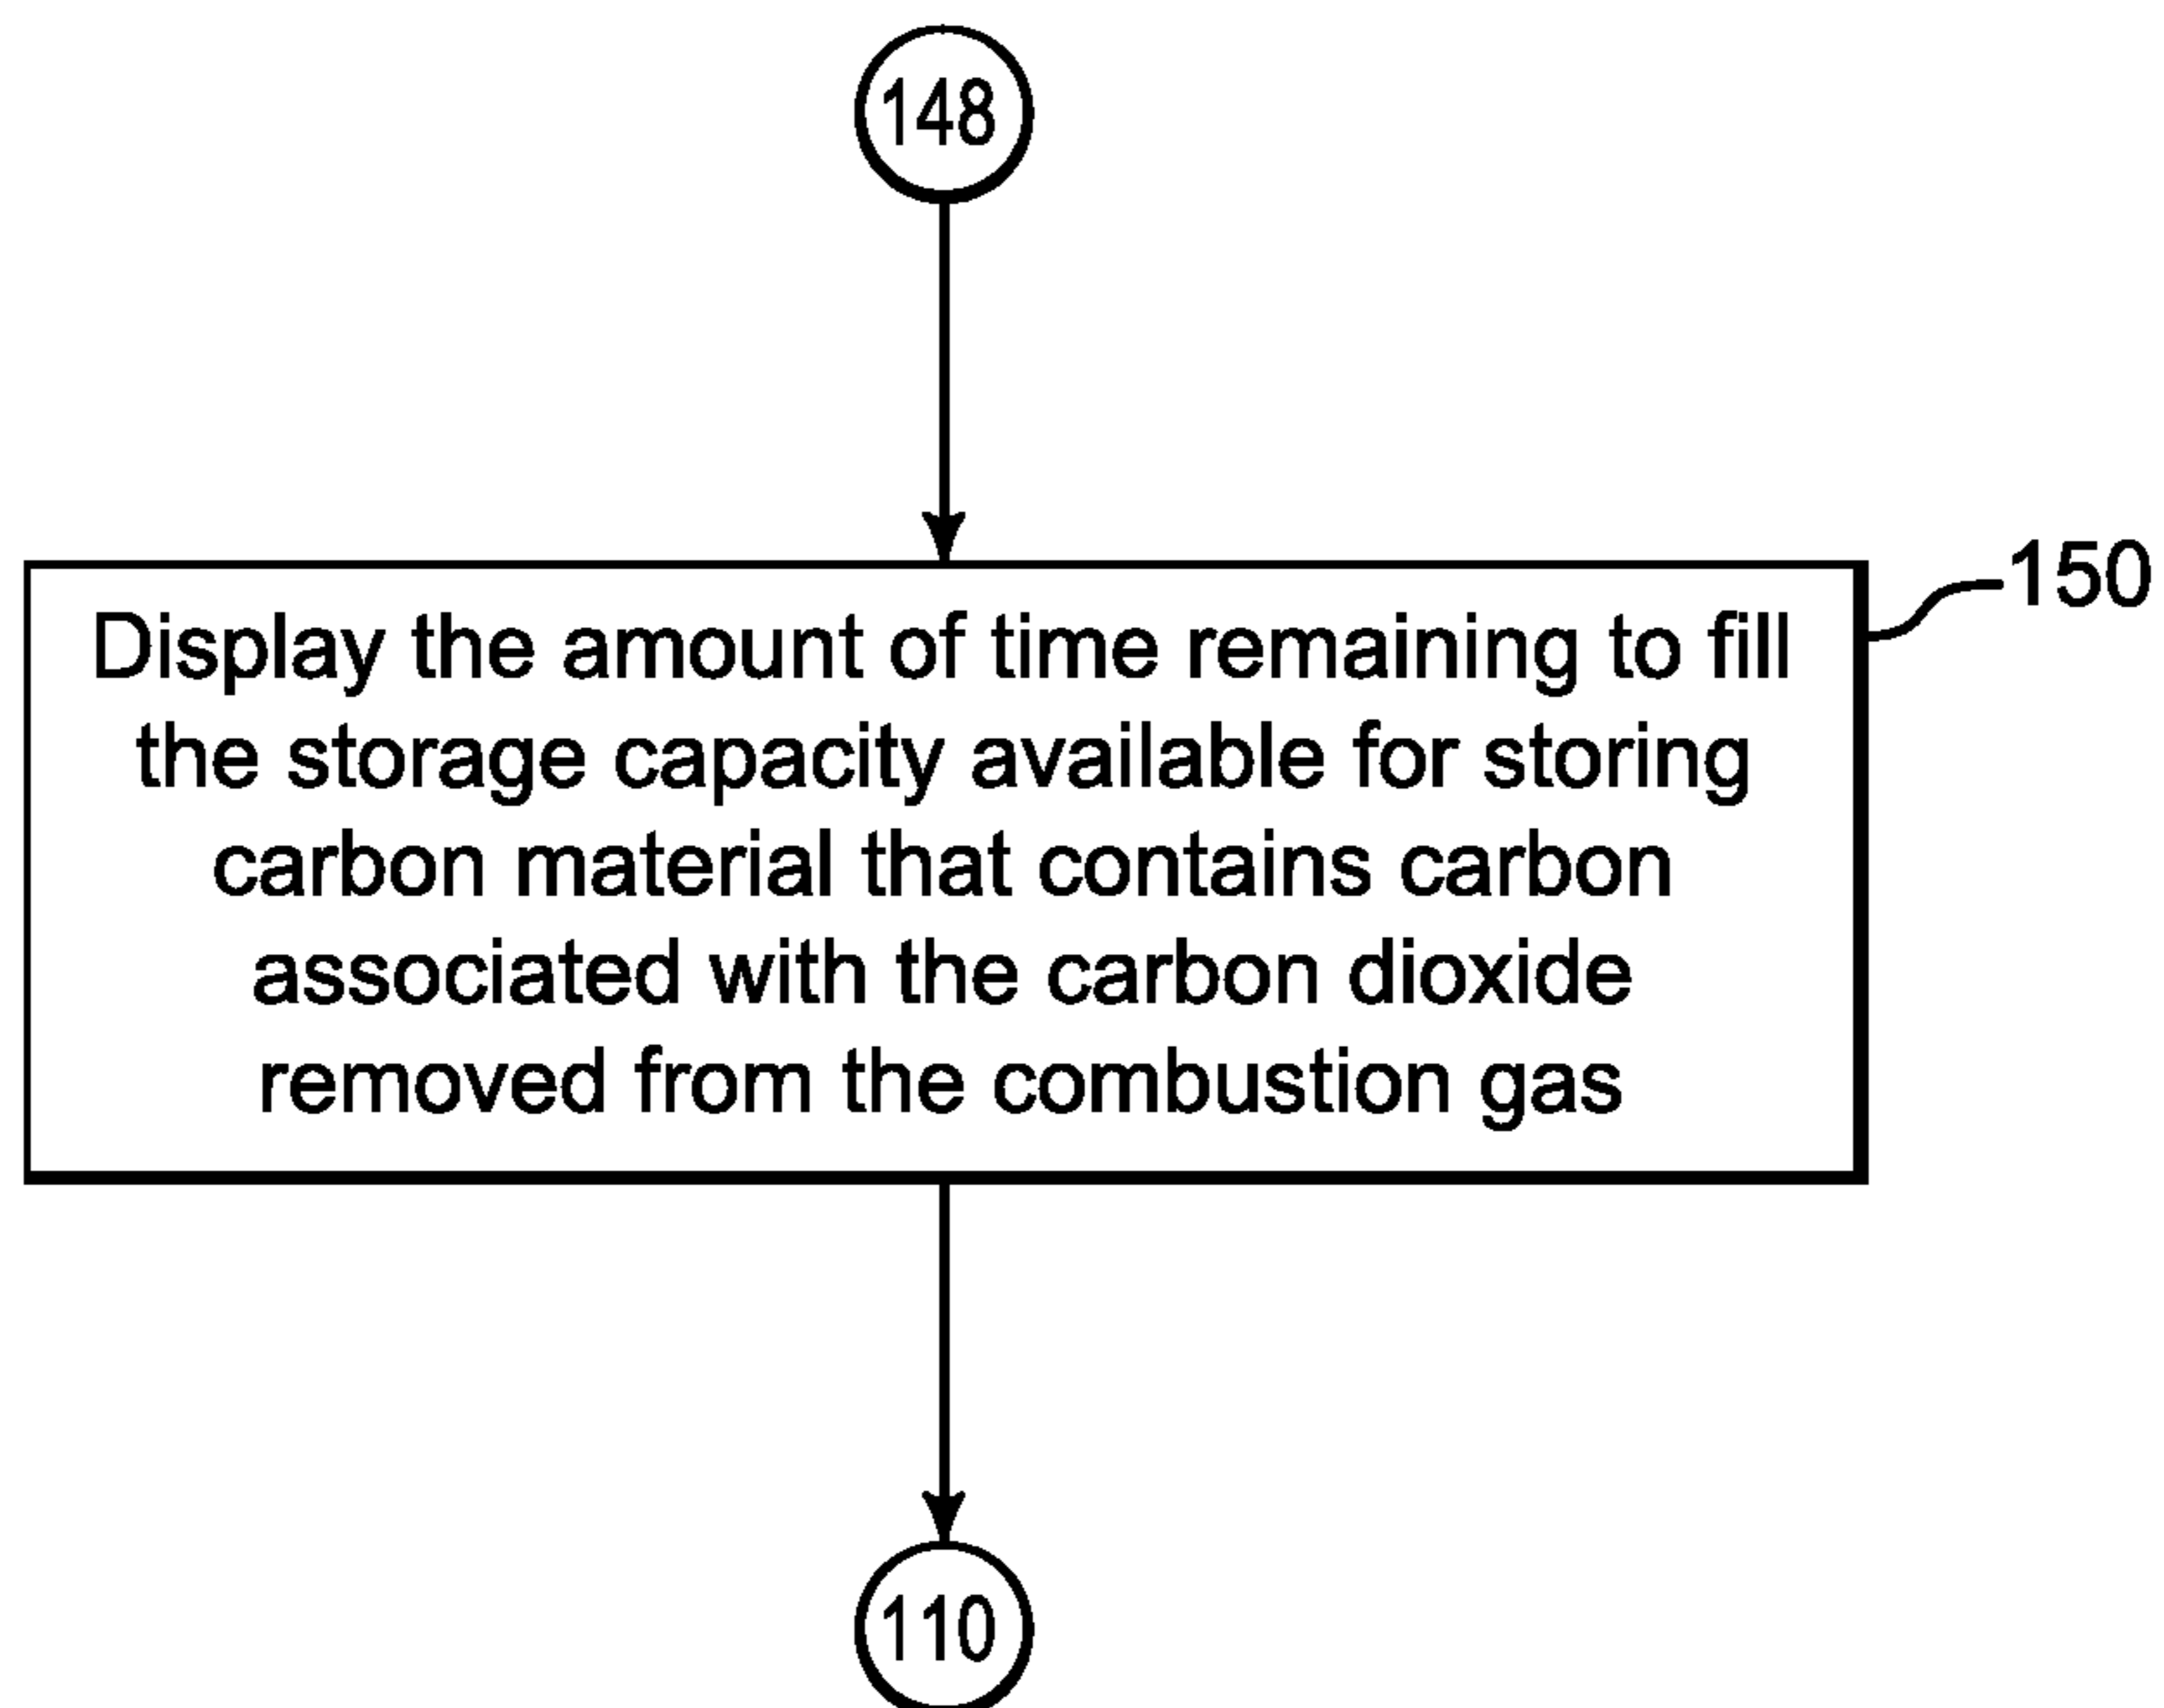 148
150
Display the amount of time remaining to fill
the storage capacity available for storing
carbon material that contains carbon
associated with the carbon dioxide
removed from the combustion gas
110